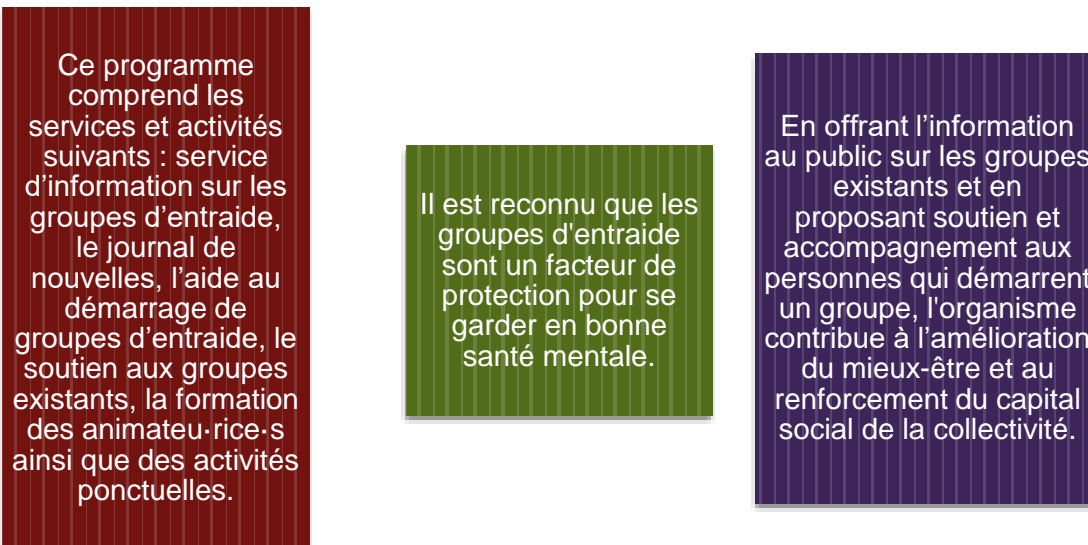 Ce programme
comprend les
services et activités
suivants : service
d’information sur les
groupes d’entraide,
le journal de
nouvelles, l’aide au
démarrage de
groupes d’entraide, le
soutien aux groupes
existants, la formation
des animateu·rice·s
ainsi que des activités
ponctuelles.
Il est reconnu que les
groupes d'entraide
sont un facteur de
protection pour se
garder en bonne
santé mentale.
En offrant l’information
au public sur les groupes
existants et en
proposant soutien et
accompagnement aux
personnes qui démarrent
un groupe, l'organisme
contribue à l’amélioration
du mieux-être et au
renforcement du capital
social de la collectivité.